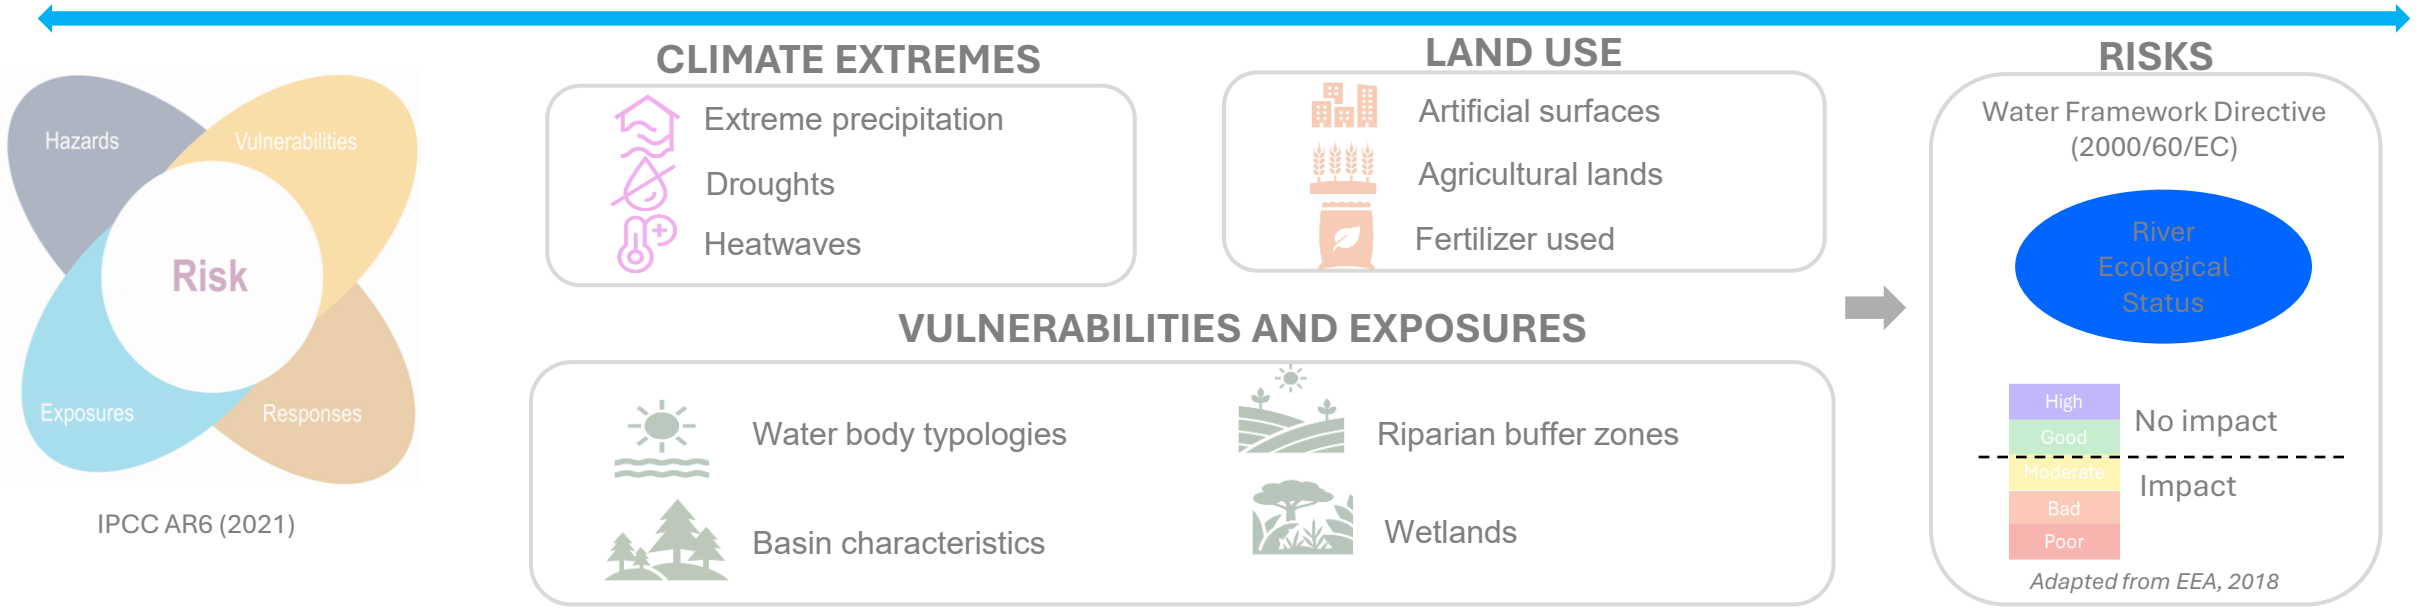 Hazards
Vulnerabilities
Risk
Exposures
Responses
IPCC AR6 (2021)
CLIMATE EXTREMES
Extreme precipitation
Droughts
Heatwaves
LAND USE
Artificial surfaces
Agricultural lands
Fertilizer used
VULNERABILITIES AND EXPOSURES
Water body typologies
Riparian buffer zones
Basin characteristics
Wetlands
RISKS
Water Framework Directive
(2000/60/EC)
River
Ecological
Status
High
Good
No impact
Moderate
Impact
Bad
Poor
Adapted from EEA, 2018